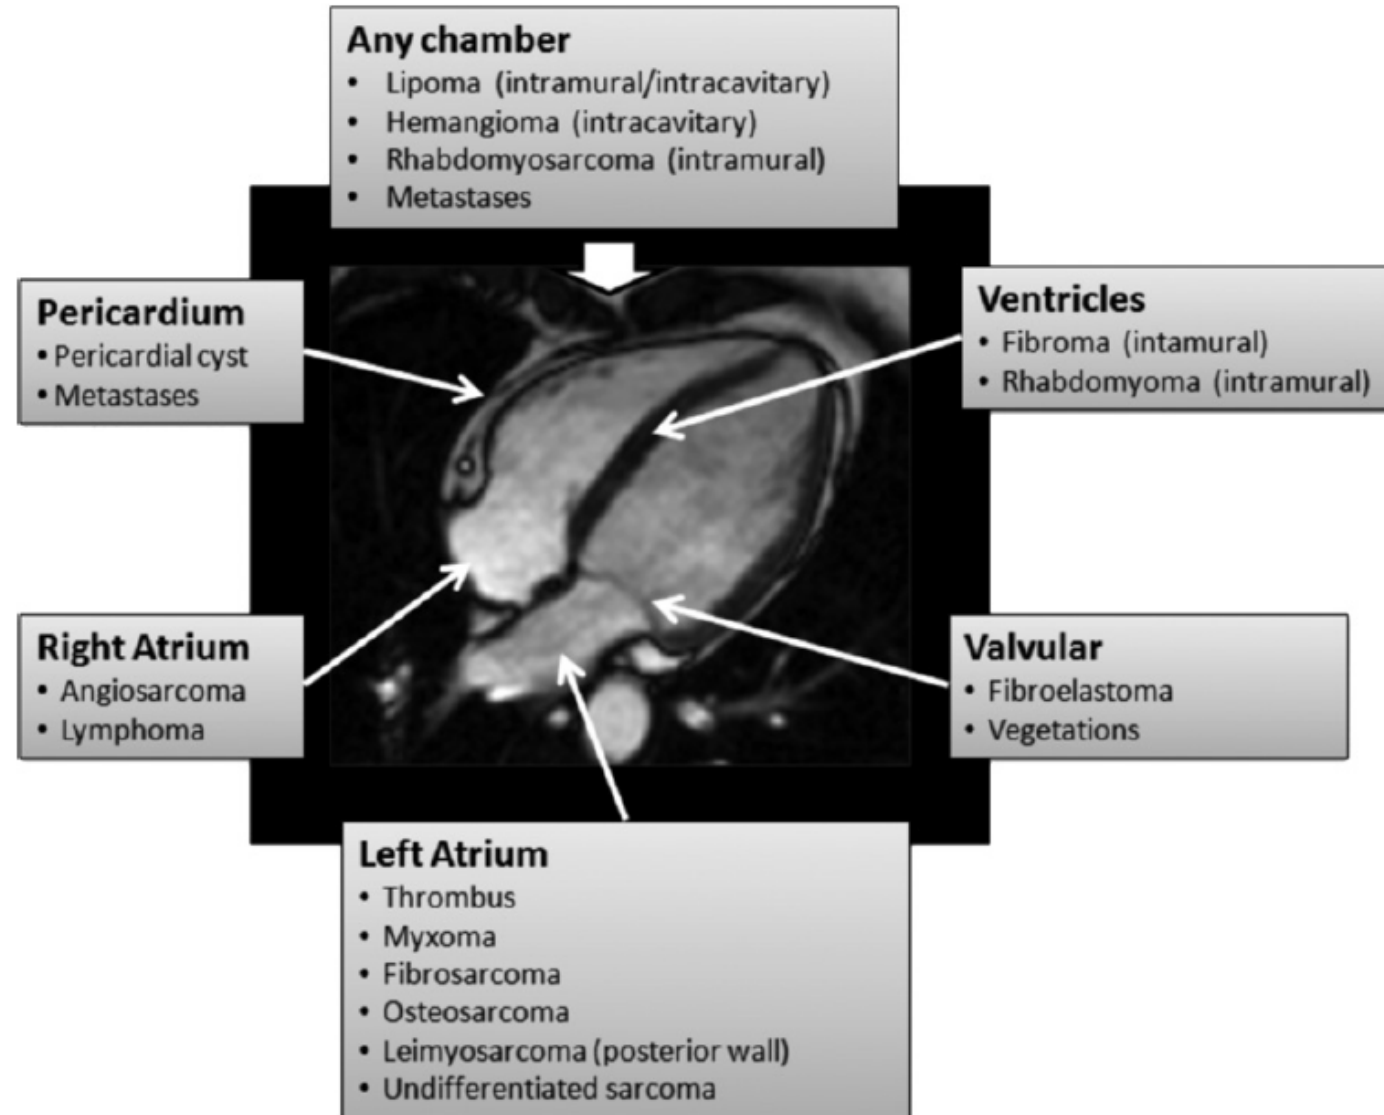 Any chamber
• Lipoma (intramural/intracavitary)
• Hemangioma (intracavitary)
• Rhabdomyosarcoma (intramural)
• Metastases
Pericardium
• Pericardial cyst
• Metastases
Ventricles
• Fibroma (intamural)
• Rhabdomyoma (intramural)
Right Atrium
• Angiosarcoma
• Lymphoma
Valvular
• Fibroelastoma
• Vegetations
Left Atrium
• Thrombus
• Myxoma
• Fibrosarcoma
• Osteosarcoma
• Leimyosarcoma (posterior wall)
• Undifferentiated sarcoma